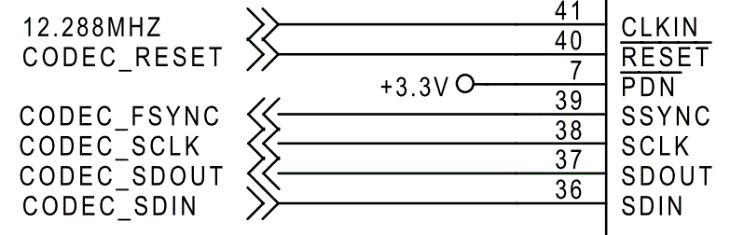 12.288MHZ 41 CLKIN
CODEC_RESET 40 RESET
+3.3V 7 PDN
CODEC_FSYNC 39 SSYNC
CODEC_SCLK 38 SCLK
CODEC_SDOUT 37 SDOUT
CODEC_SDIN 36 SDIN